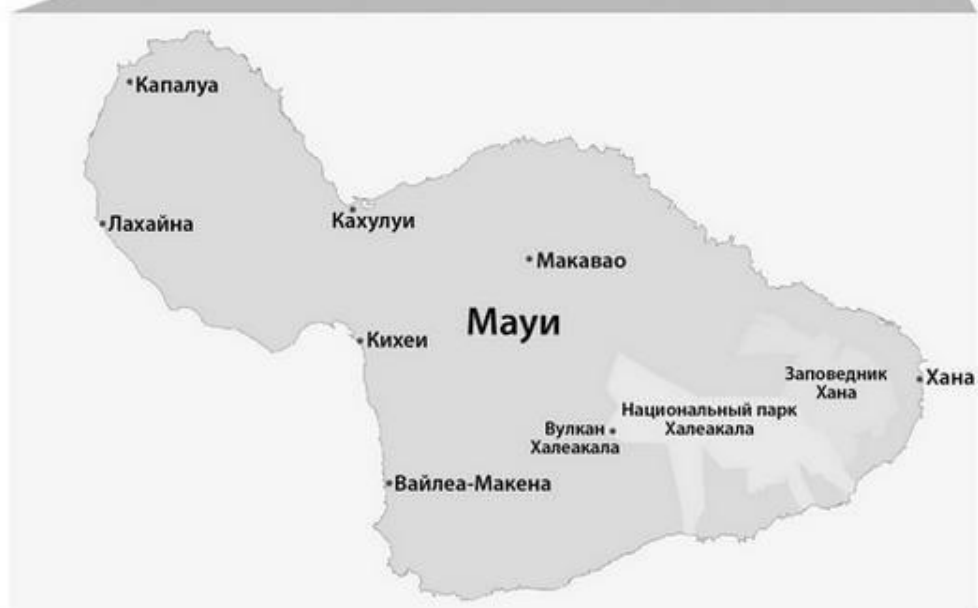 Капалуа
Лахайна
Кахулуи
Макавао
Мауи
Кихеи
Заповедник
Хана
Хана
Национальный парк
Халеакала
Вулкан
Халеакала
Вайлеа-Макена